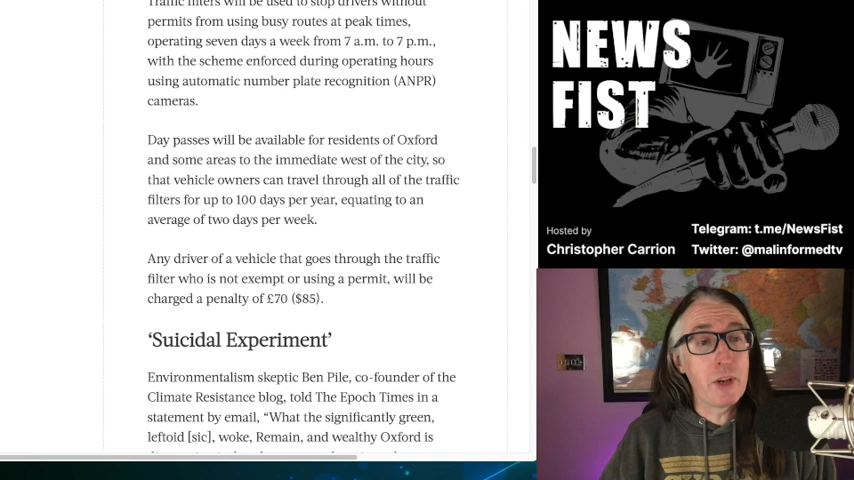 Traffic filters will be used to stop drivers without
permits from using busy routes at peak times,
operating seven days a week from 7 a.m. to 7 p.m.,
with the scheme enforced during operating hours
using automatic number plate recognition (ANPR)
cameras.
Day passes will be available for residents of Oxford
and some areas to the immediate west of the city, so
that vehicle owners can travel through all of the traffic
filters for up to 100 days per year, equating to an
average of two days per week.
Any driver of a vehicle that goes through the traffic
filter who is not exempt or using a permit, will be
charged a penalty of £70 ($85).
‘Suicidal Experiment’
Environmentalism skeptic Ben Pile, co-founder of the
Climate Resistance blog, told The Epoch Times in a
statement by email, “What the significantly green,
leftoid [sic], woke, Remain, and wealthy Oxford is
NEWS
FIST
Hosted by
Christopher Carrion
Telegram: t.me/NewsFist
Twitter: @malinformedtv